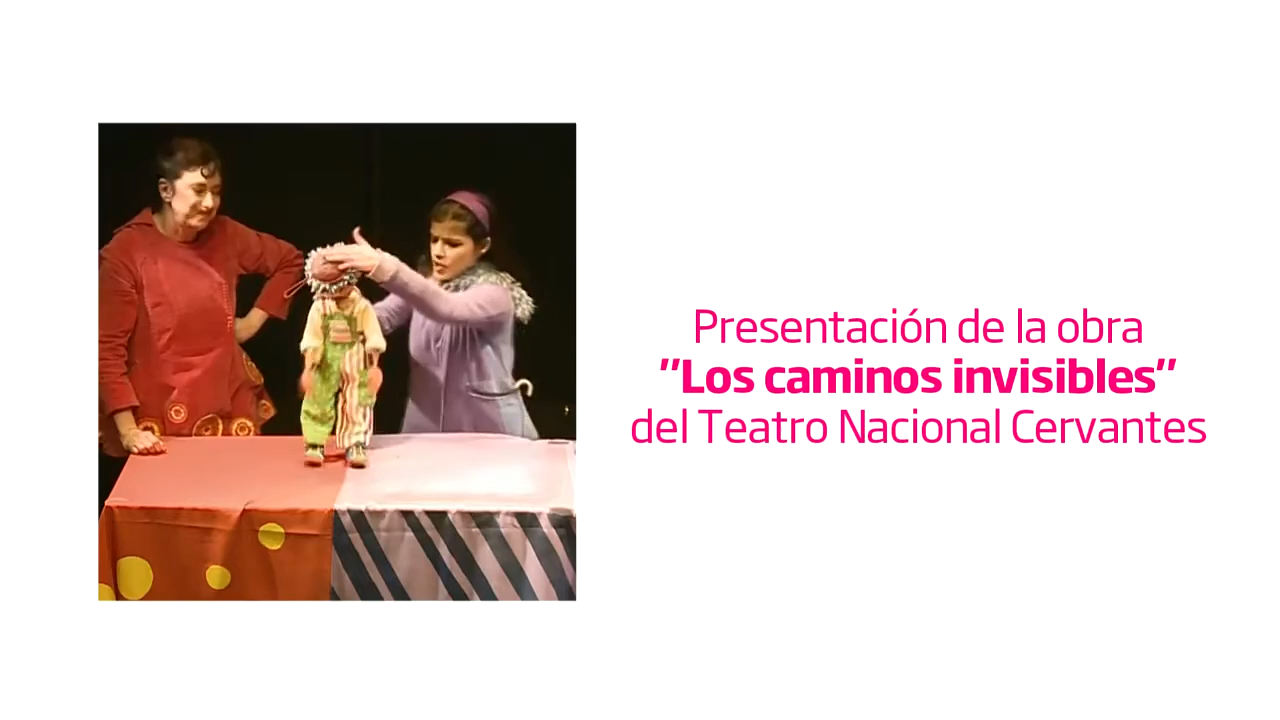 Presentación de la obra
"Los caminos invisibles"
del Teatro Nacional Cervantes